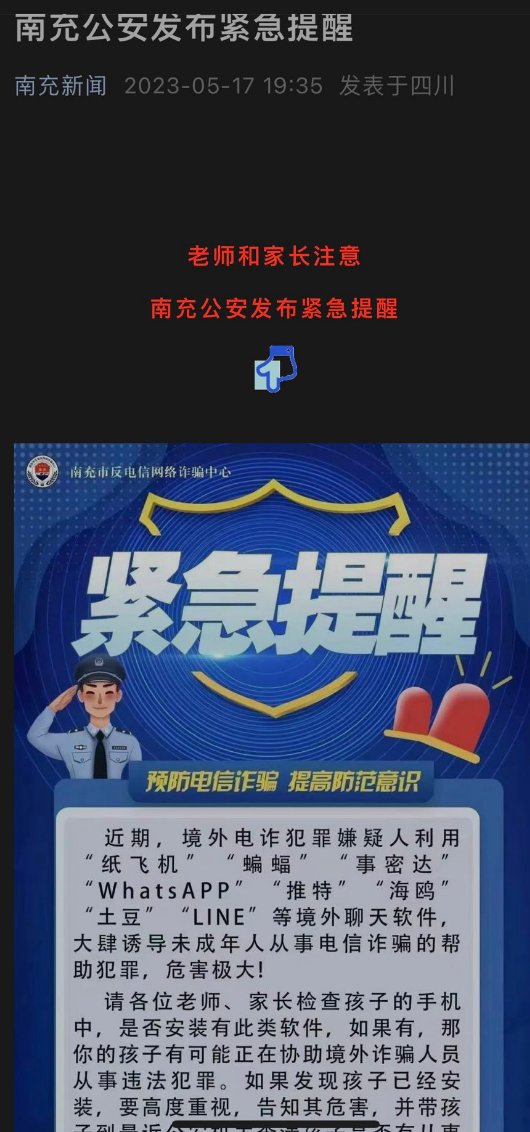 南充公安发布紧急提醒
南充新闻 2023-05-17 19:35 发表于四川
老师和家长注意
南充公安发布紧急提醒
南充市反电信网络诈骗中心
紧急提醒
预防电信诈骗 提高防范意识
近期，境外电诈犯罪嫌疑人利用
“纸飞机”“蝙蝠”“事密达”
“WhatsAPP”“推特”“海鸥”
“土豆”“LINE”等境外聊天软件，
大肆诱导未成年人从事电信诈骗的帮
助犯罪，危害极大!
请各位老师、家长检查孩子的手机
中，是否安装有此类软件，如果有，那
你的孩子有可能正在协助境外诈骗人员
从事违法犯罪。如果发现孩子已经安
装，要高度重视，告知其危害，并带孩